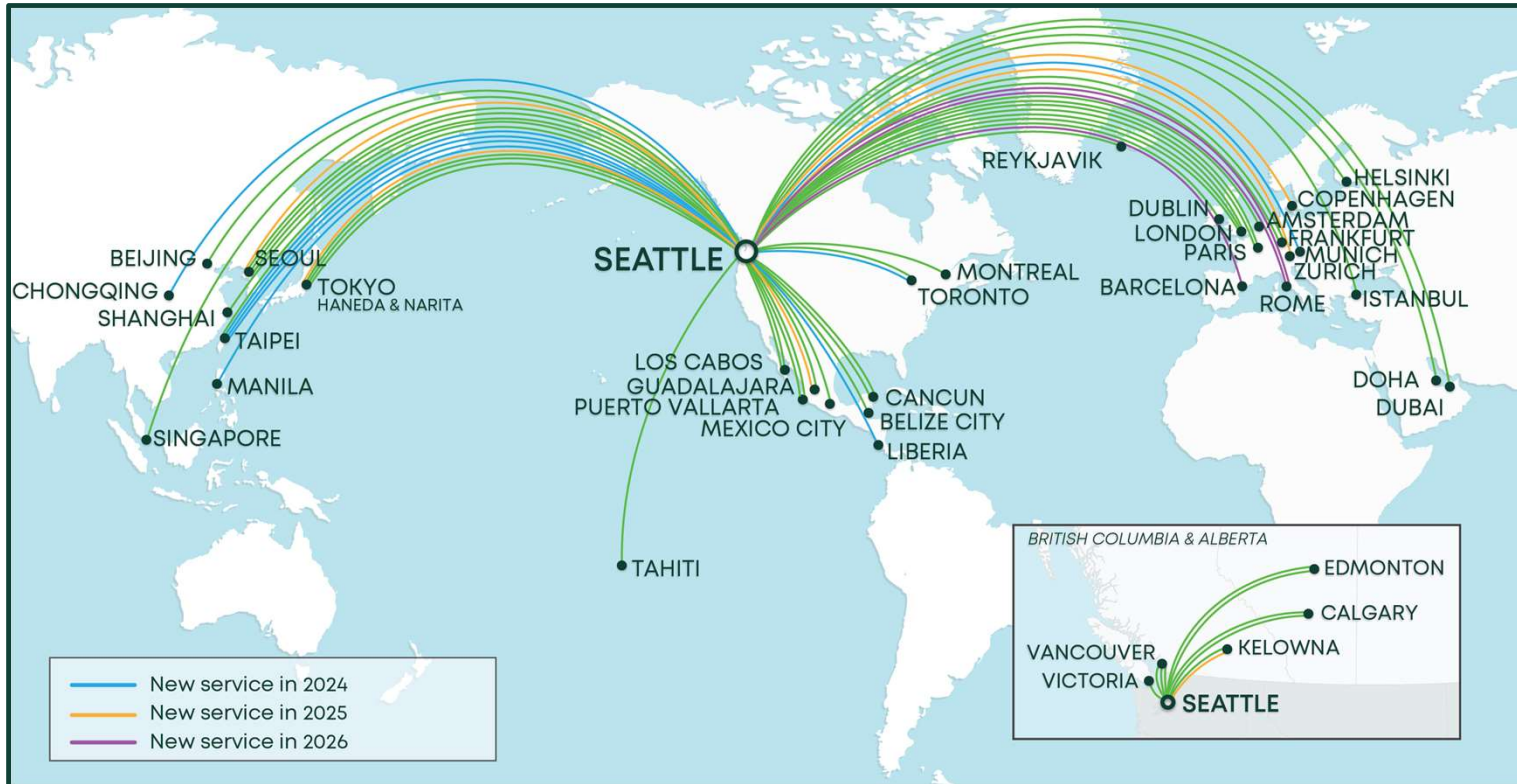 REYKJAVIK
HELSINKI
COPENHAGEN
DUBLIN
AMSTERDAM
LONDON
FRANKFURT
PARIS
MUNICH
ZURICH
BARCELONA
ROME
ISTANBUL
DOHA
DUBAI
SEATTLE
MONTREAL
TORONTO
BEIJING
SEOUL
CHONGQING
TOKYO
HANEDA & NARITA
SHANGHAI
TAIPEI
MANILA
SINGAPORE
LOS CABOS
GUADALAJARA
PUERTO VALLARTA
MEXICO CITY
CANCUN
BELIZE CITY
LIBERIA
TAHITI
BRITISH COLUMBIA & ALBERTA
EDMONTON
CALGARY
KELOWNA
VANCOUVER
VICTORIA
SEATTLE
New service in 2024
New service in 2025
New service in 2026